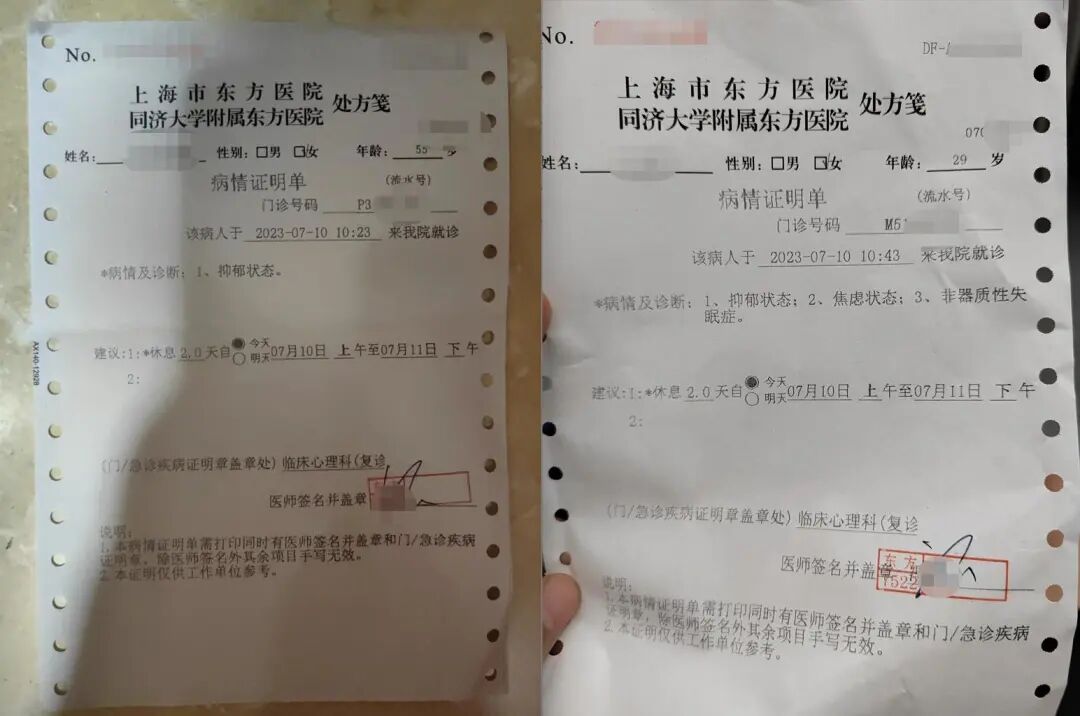 No.
上海市东方医院
同济大学附属东方医院 处方笺
姓名: 性别:□男 ☑女 年龄: 55 岁
病情证明单 (流水号)
门诊号码 P3
该病人于 2023-07-10 10:23 来我院就诊
*病情及诊断: 1、抑郁状态。
建议:1:*休息 2.0 天自 今天 明天 07月10日 上 午至07月11日 下 午
2:
AX140-12928
(门/急诊疾病证明章盖章处) 临床心理科(复诊
医师签名并盖章
说明:
1.本病情证明单需打印同时有医师签名并盖章和门/急诊疾病
证明章, 除医师签名外其余项目手写无效。
2.本证明仅供工作单位参考。
No.
DF-
上海市东方医院
同济大学附属东方医院 处方笺
070
姓名: 性别:□男 ☑女 年龄: 29 岁
病情证明单 (流水号)
门诊号码 M5
该病人于 2023-07-10 10:43 来我院就诊
*病情及诊断: 1、抑郁状态; 2、焦虑状态; 3、非器质性失
眠症。
建议:1:*休息 2.0 天自 今天 明天 07月10日 上 午至07月11日 下 午
2:
(门/急诊疾病证明章盖章处) 临床心理科(复诊
医师签名并盖章
东方
7522
说明:
1.本病情证明单需打印同时有医师签名并盖章和门/急诊疾病
证明章, 除医师签名外其余项目手写无效。
2.本证明仅供工作单位参考。